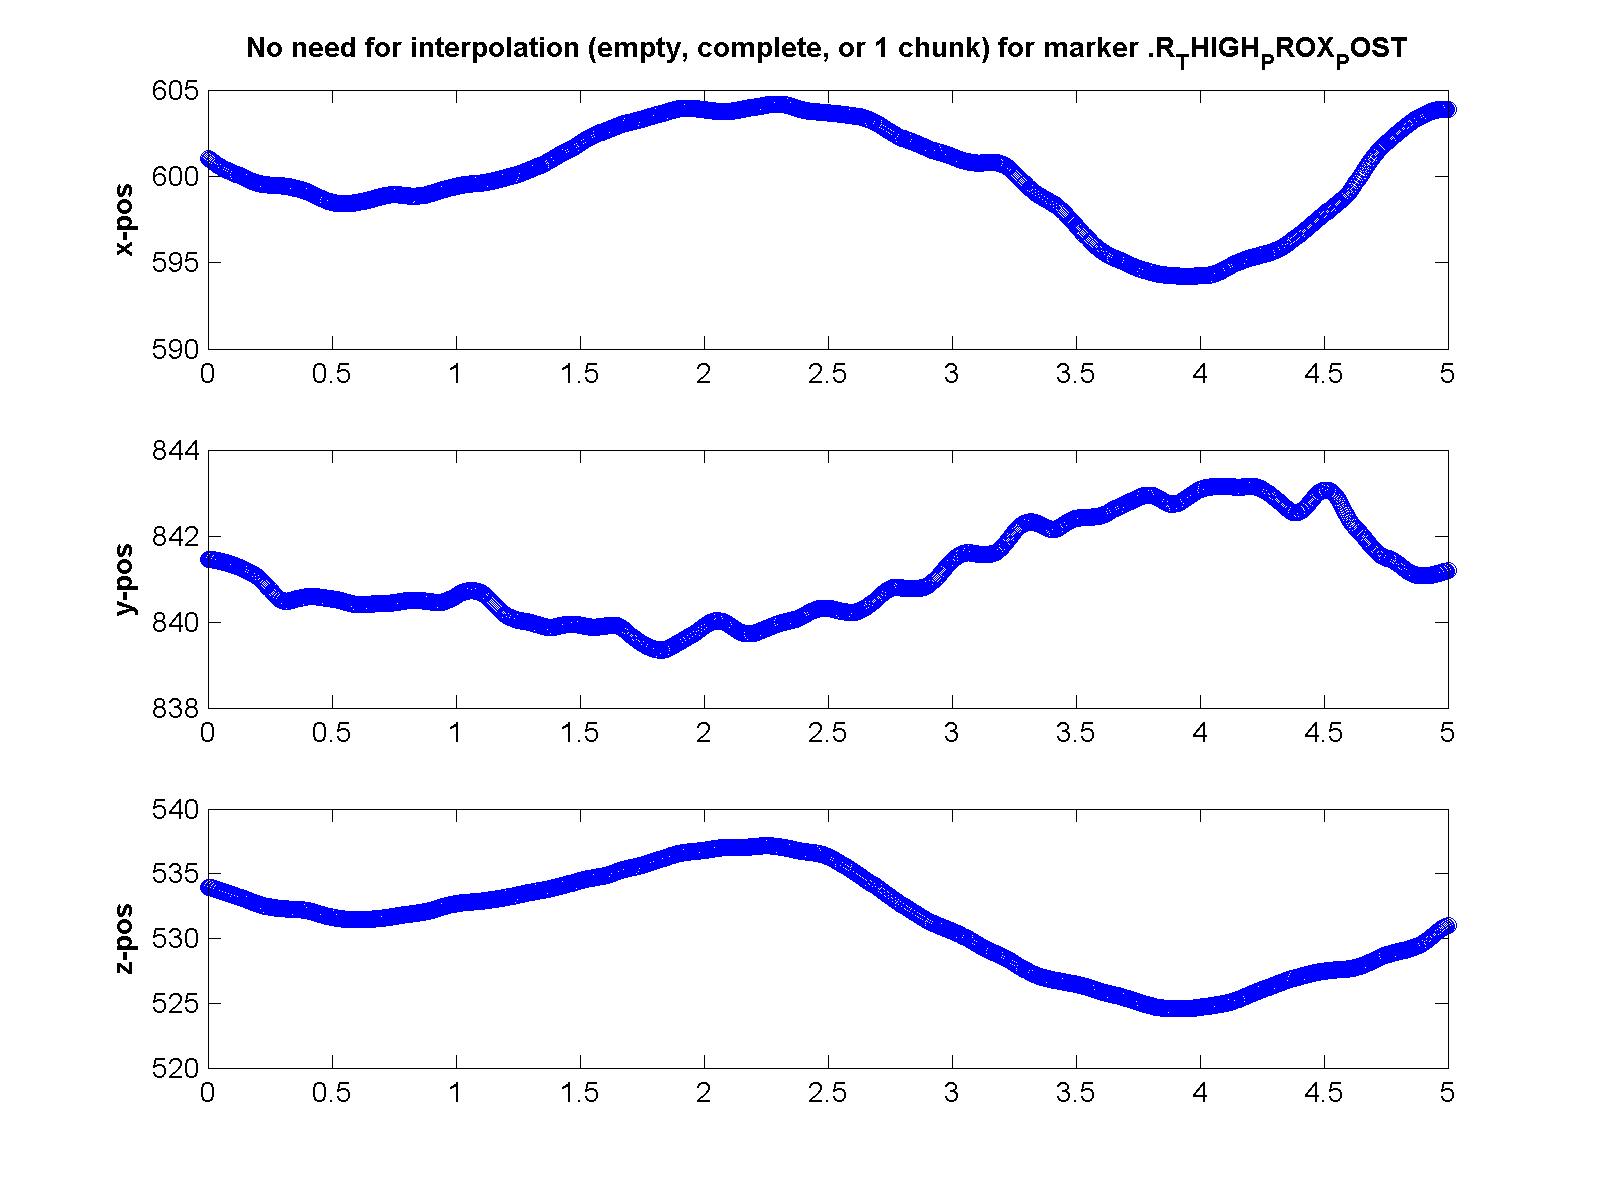 No need for interpolation (empty, complete, or 1 chunk) for marker .R_THIGH_PROX_POST
605
600
595
590
x-pos
0 0.5 1 1.5 2 2.5 3 3.5 4 4.5 5
844
842
840
838
y-pos
0 0.5 1 1.5 2 2.5 3 3.5 4 4.5 5
540
535
530
525
520
z-pos
0 0.5 1 1.5 2 2.5 3 3.5 4 4.5 5